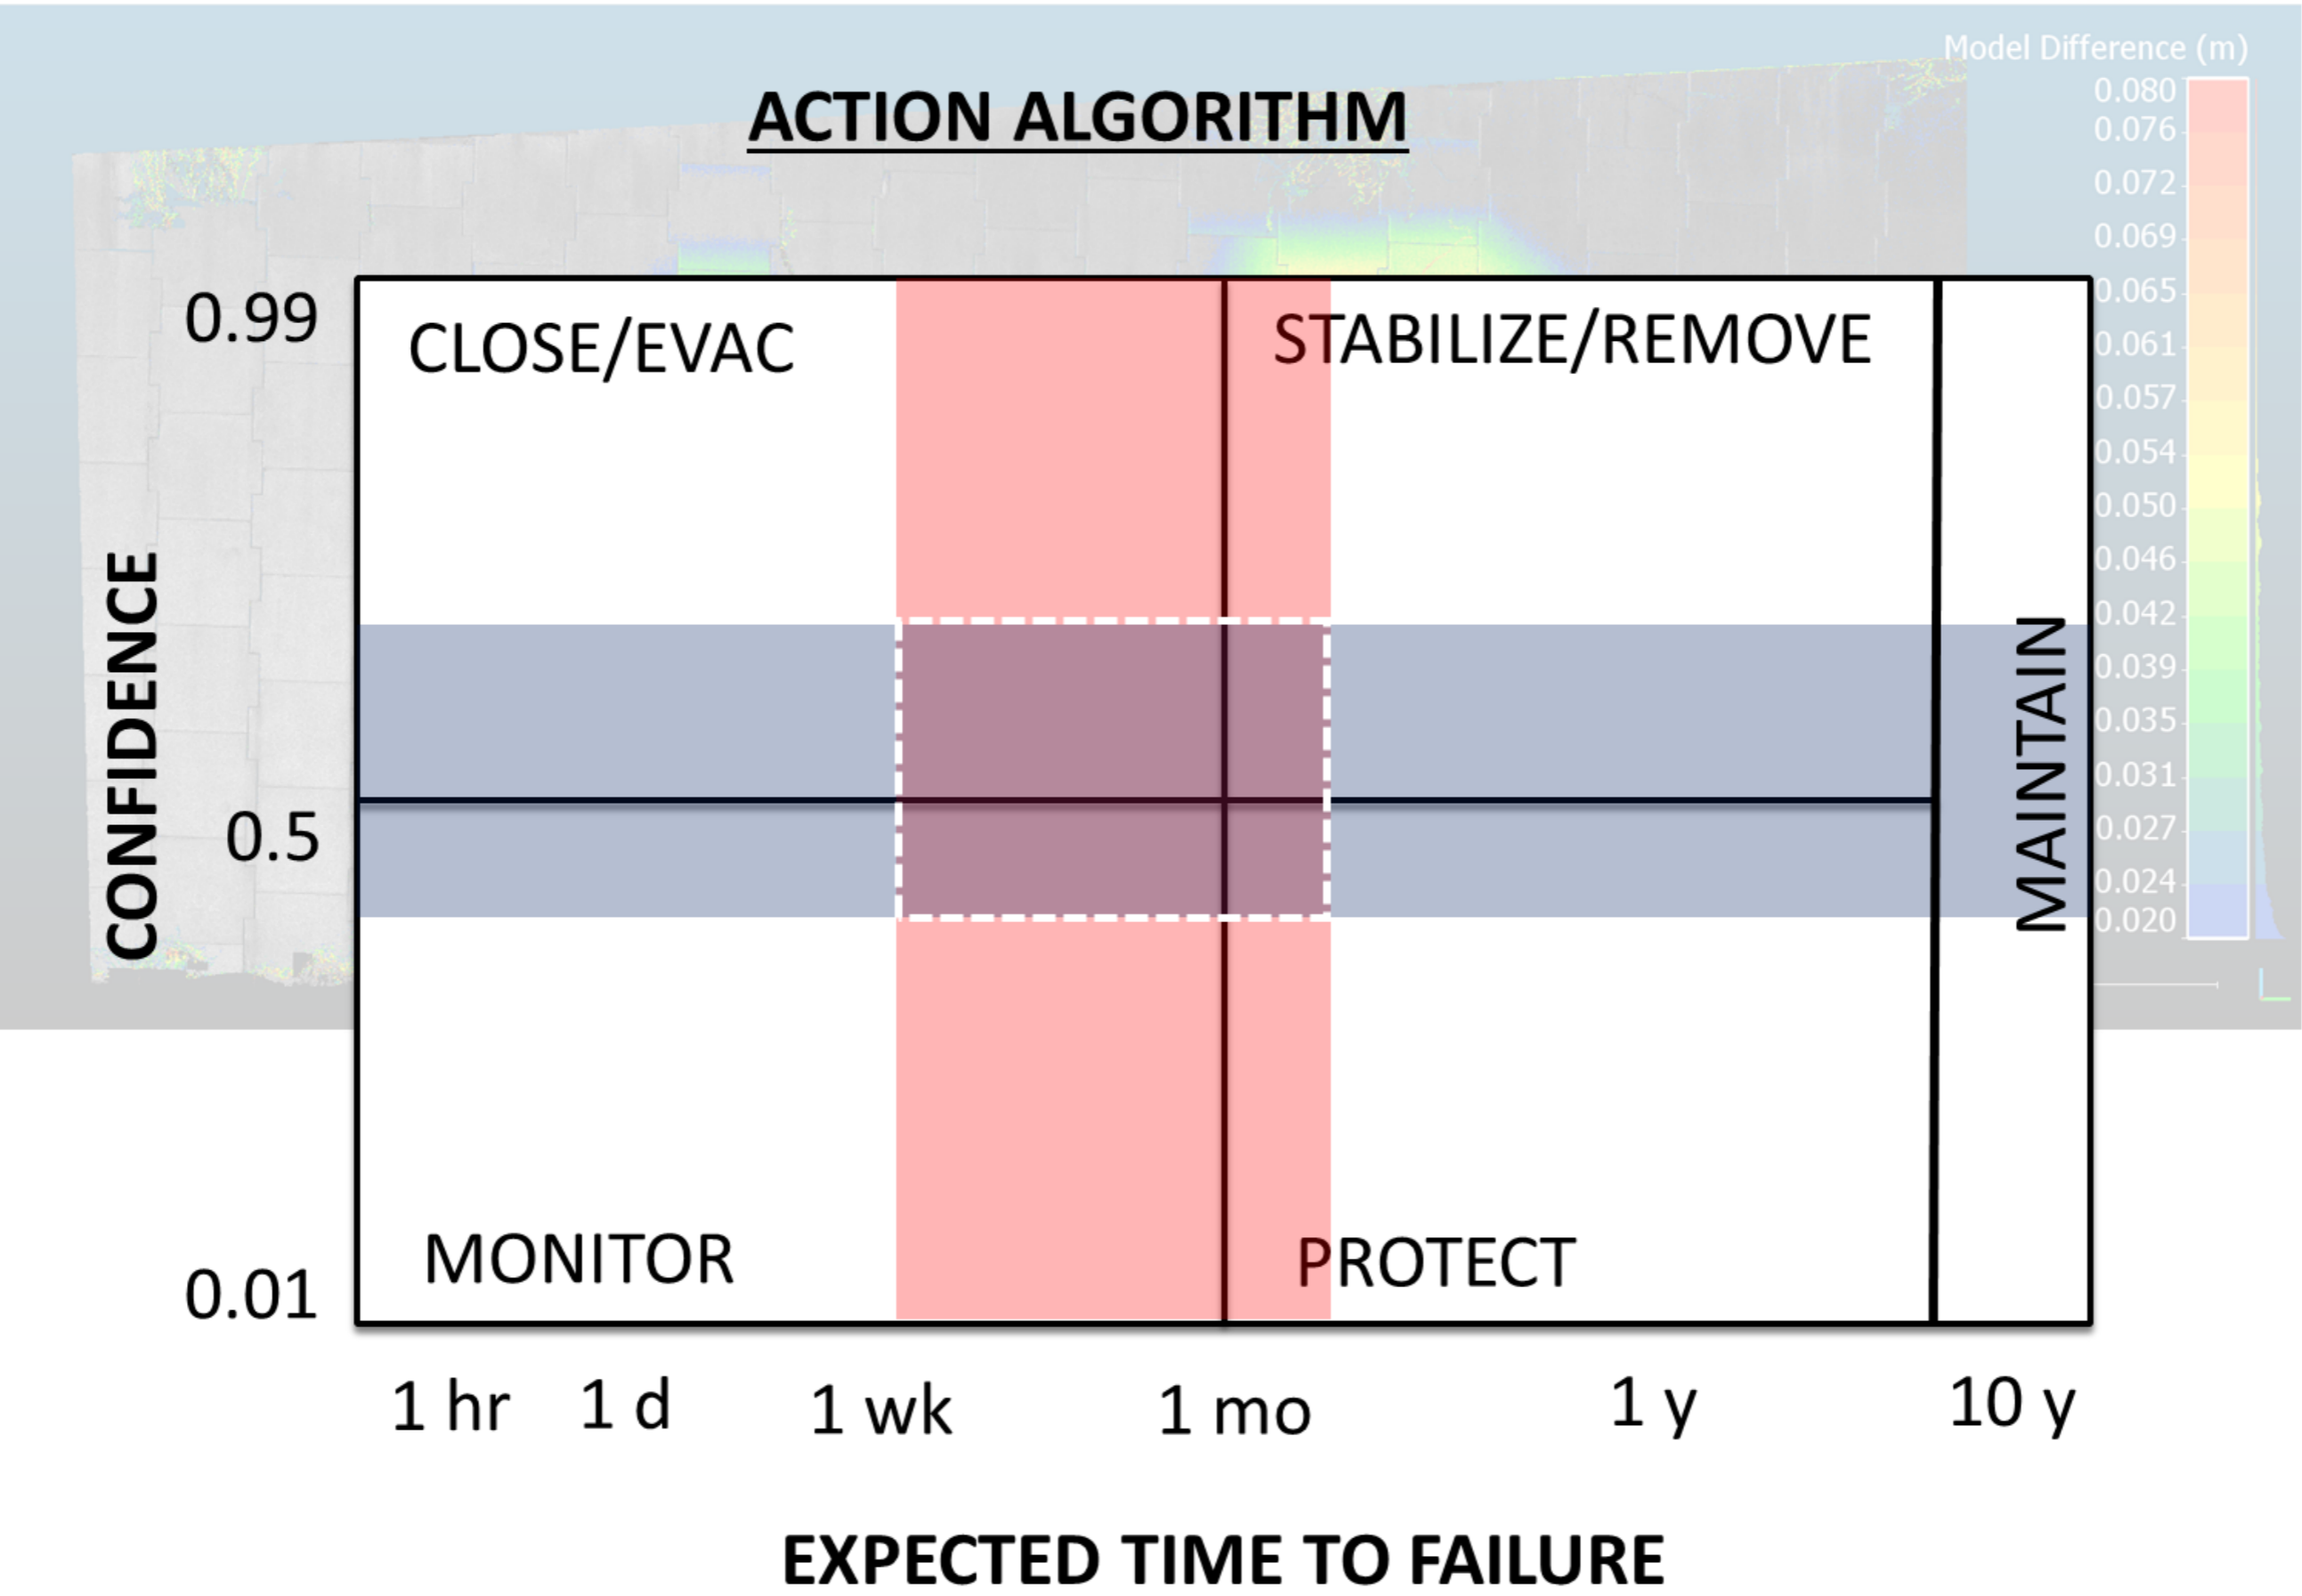 Model Difference (m)
ACTION ALGORITHM
0.080
0.076
0.072
0.069
0.065
0.061
0.057
0.054
0.050
0.046
0.042
0.039
0.035
0.031
0.027
0.024
0.020
CONFIDENCE
0.99
0.5
0.01
CLOSE/EVAC
STABILIZE/REMOVE
MAINTAIN
MONITOR
PROTECT
1 hr
1 d
1 wk
1 mo
1 y
10 y
EXPECTED TIME TO FAILURE